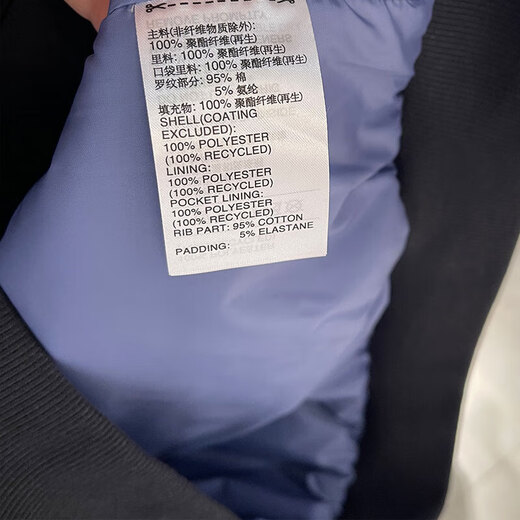 主料(非纤维物质除外):
100% 聚酯纤维(再生)
里料: 100% 聚酯纤维(再生)
口袋里料: 100% 聚酯纤维(再生)
罗纹部分: 95% 棉
5% 氨纶
填充物: 100% 聚酯纤维(再生)
SHELL(COATING
EXCLUDED):
100% POLYESTER
(100% RECYCLED)
LINING:
100% POLYESTER
(100% RECYCLED)
POCKET LINING:
100% POLYESTER
(100% RECYCLED)
RIB PART: 95% COTTON
5% ELASTANE
PADDING: